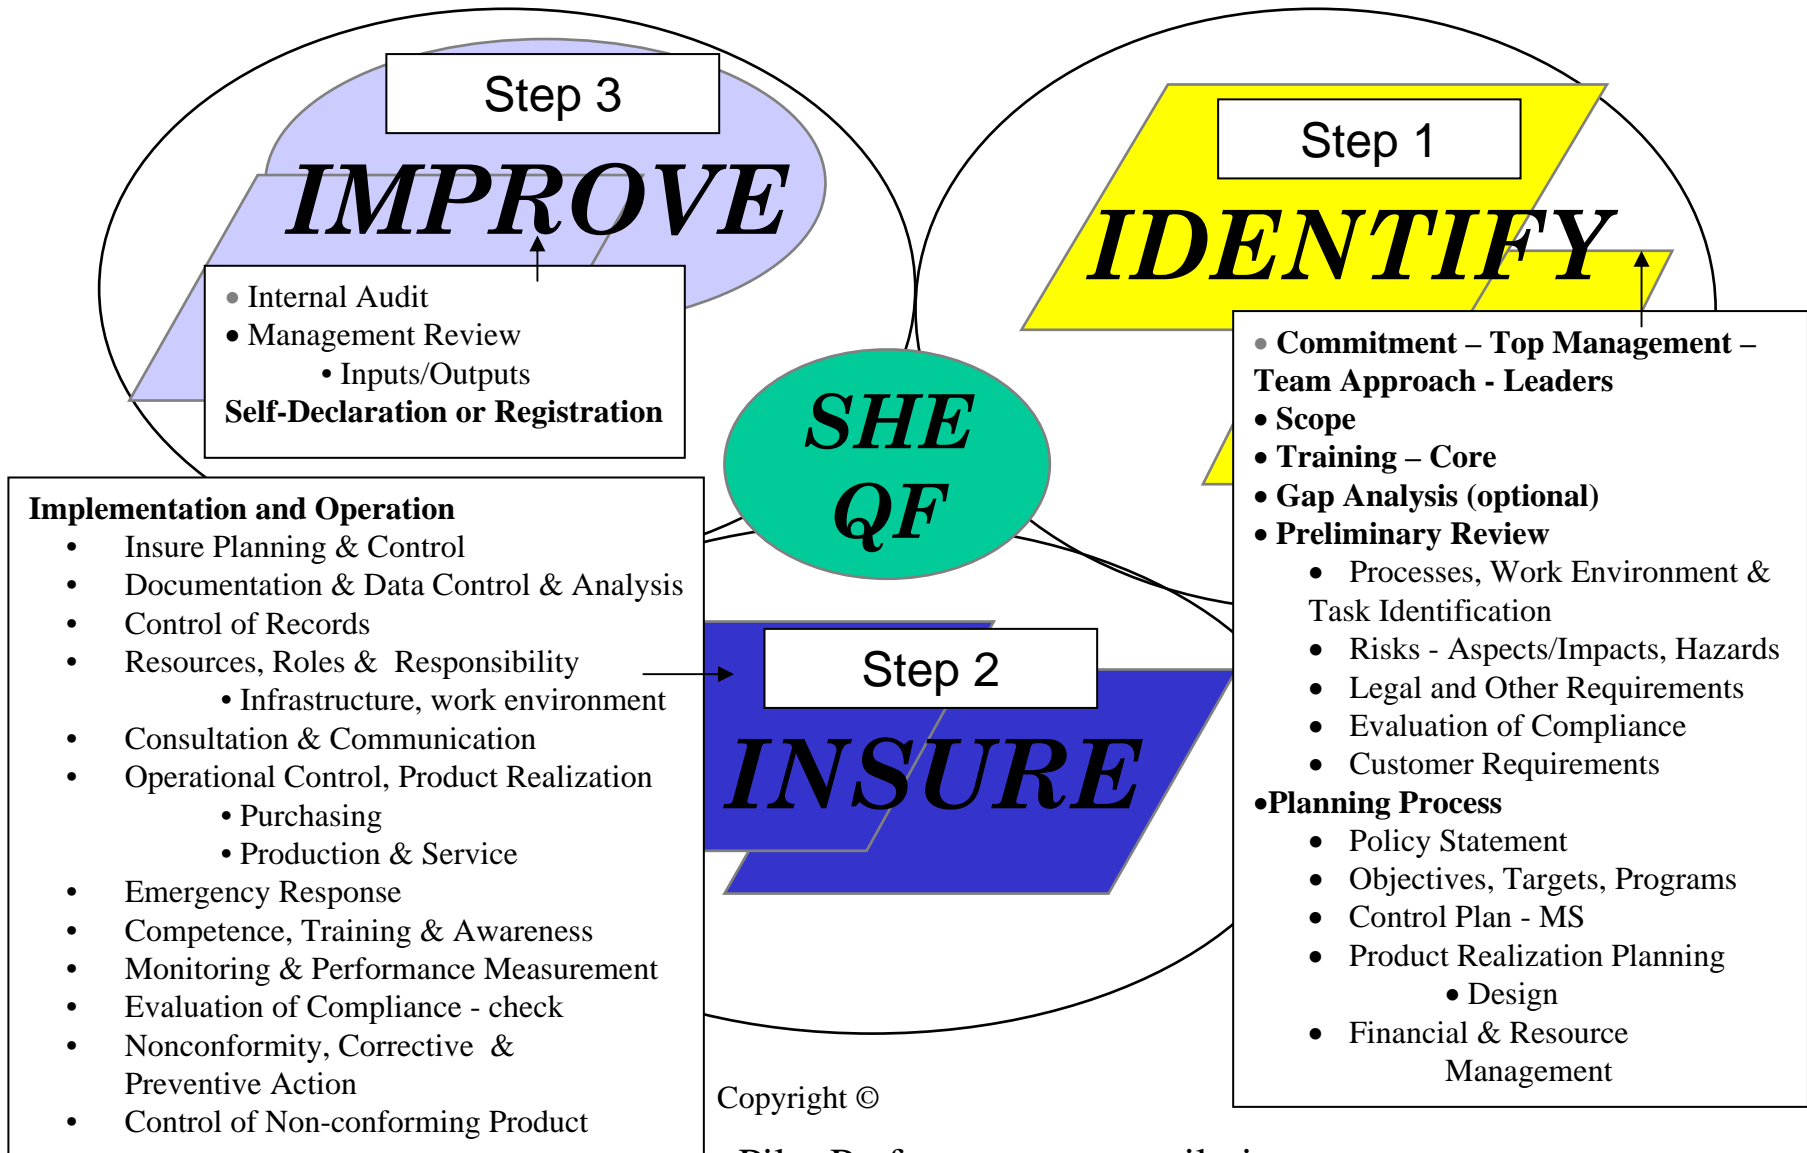 Step 3
IMPROVE
• Internal Audit
• Management Review
• Inputs/Outputs
Self-Declaration or Registration
Step 1
IDENTIFY
• Commitment – Top Management –
Team Approach - Leaders
• Scope
• Training – Core
• Gap Analysis (optional)
• Preliminary Review
• Processes, Work Environment &
Task Identification
• Risks - Aspects/Impacts, Hazards
• Legal and Other Requirements
• Evaluation of Compliance
• Customer Requirements
•Planning Process
• Policy Statement
• Objectives, Targets, Programs
• Control Plan - MS
• Product Realization Planning
• Design
• Financial & Resource
Management
SHE
QF
Implementation and Operation
• Insure Planning & Control
• Documentation & Data Control & Analysis
• Control of Records
• Resources, Roles & Responsibility
• Infrastructure, work environment
• Consultation & Communication
• Operational Control, Product Realization
• Purchasing
• Production & Service
• Emergency Response
• Competence, Training & Awareness
• Monitoring & Performance Measurement
• Evaluation of Compliance - check
• Nonconformity, Corrective &
Preventive Action
• Control of Non-conforming Product
Step 2
INSURE
Copyright ©